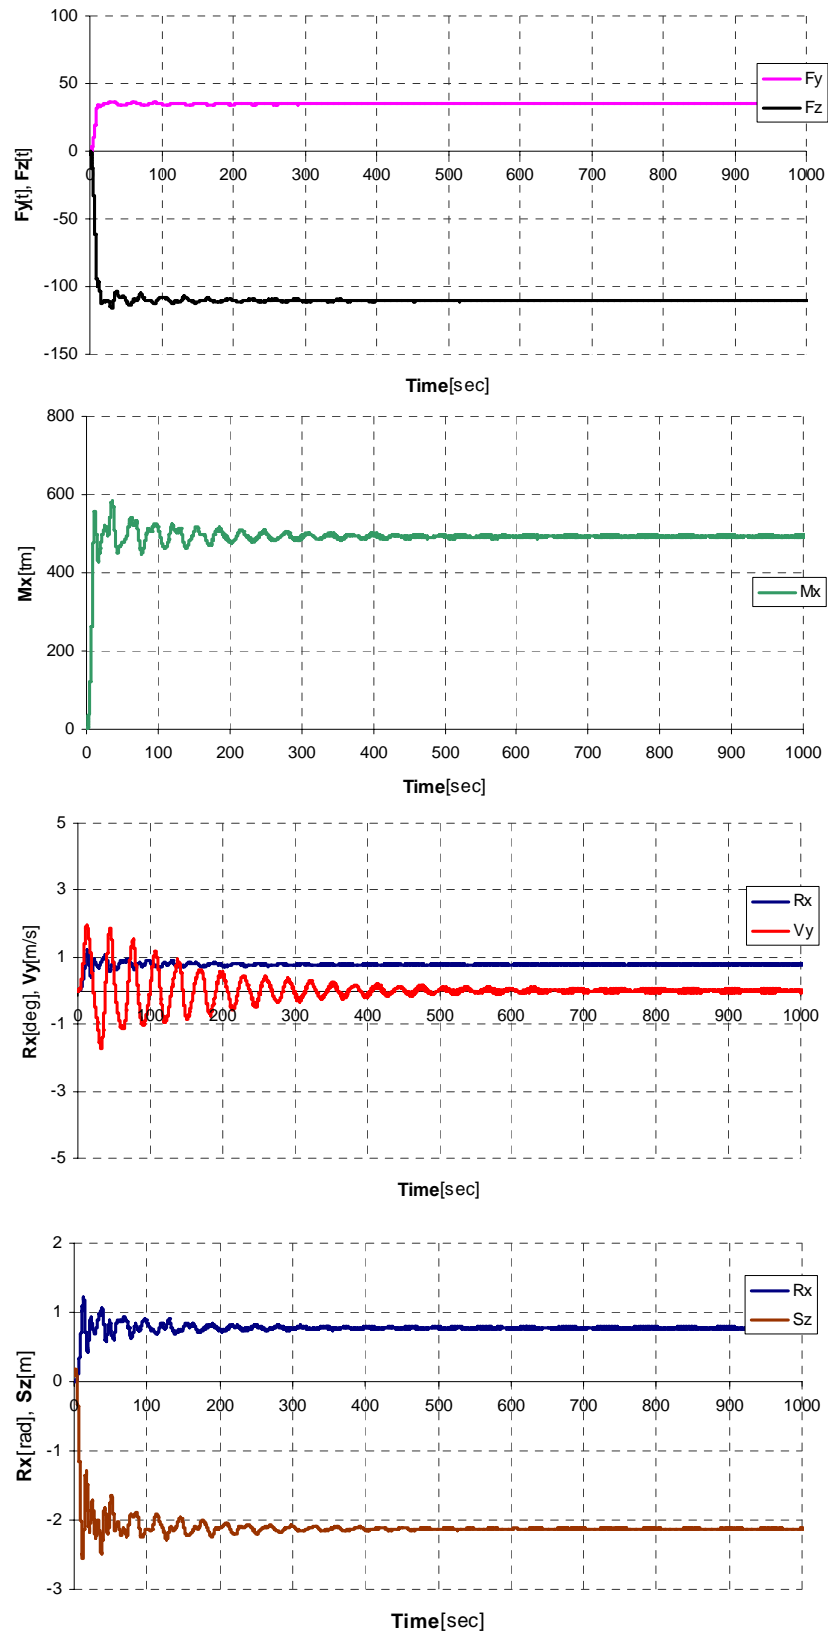 100
50
0
-50
-100
-150
0 100 200 300 400 500 600 700 800 900 1000
Fy[t], Fz[t]
Fy
Fz
Time[sec]
800
600
400
200
0
0 100 200 300 400 500 600 700 800 900 1000
Mx[tm]
Mx
Time[sec]
5
3
1
-1
-3
-5
0 100 200 300 400 500 600 700 800 900 1000
Rx[deg], Vy[m/s]
Rx
Vy
Time[sec]
2
1
0
-1
-2
-3
0 100 200 300 400 500 600 700 800 900 1000
Rx[rad], Sz[m]
Rx
Sz
Time[sec]